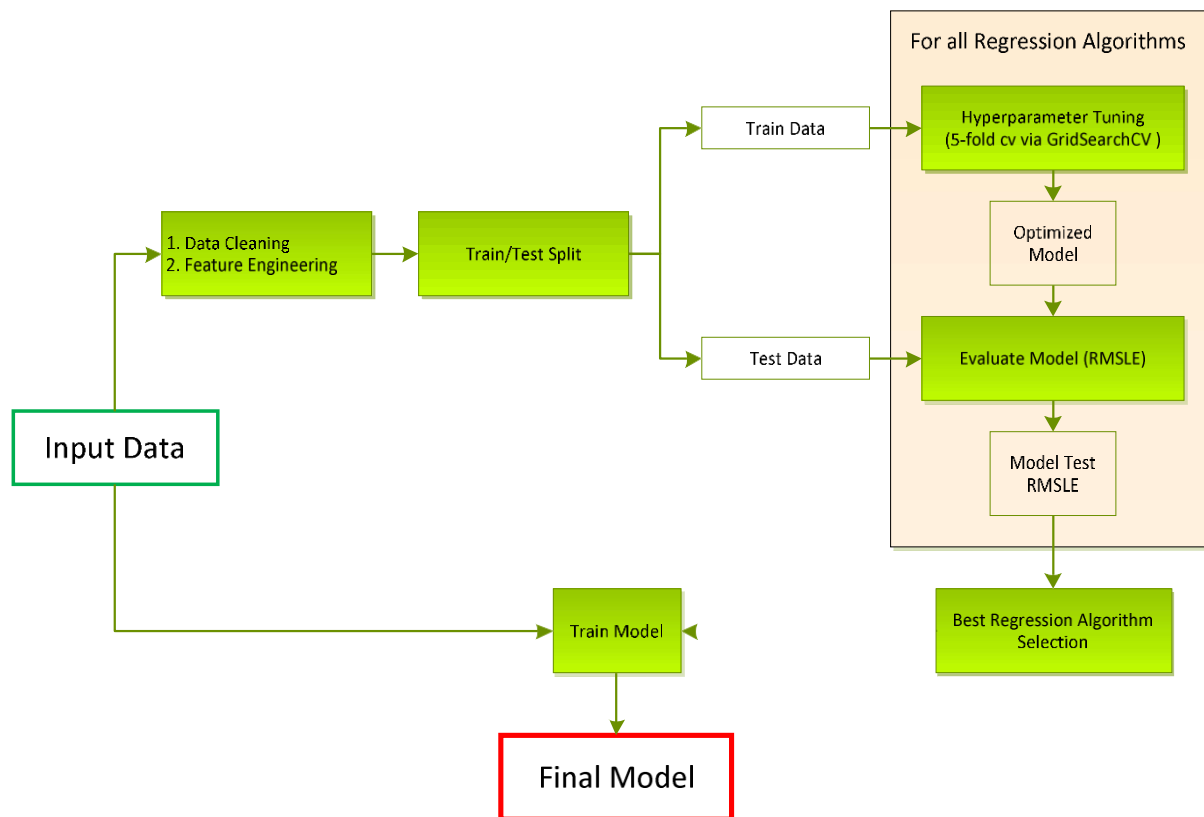 For all Regression Algorithms
Train Data
Hyperparameter Tuning
(5-fold cv via GridSearchCV )
1. Data Cleaning
2. Feature Engineering
Train/Test Split
Optimized
Model
Test Data
Evaluate Model (RMSLE)
Input Data
Model Test
RMSLE
Train Model
Best Regression Algorithm
Selection
Final Model